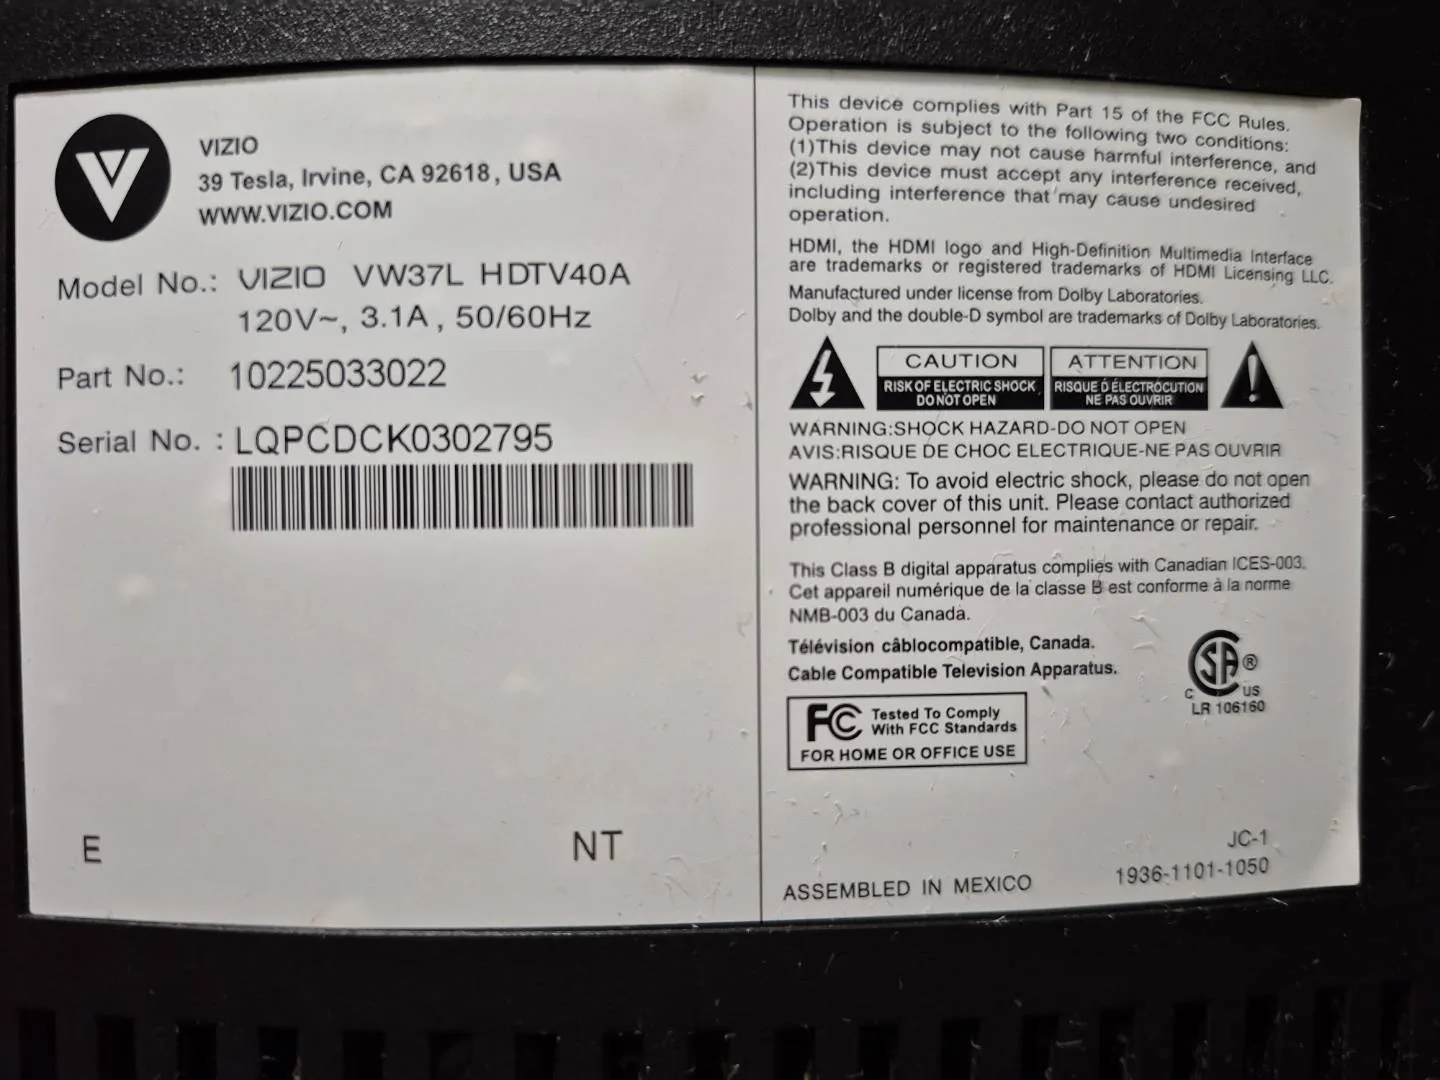 VIZIO
39 Tesla, Irvine, CA 92618, USA
WWW.VIZIO.COM
Model No.: VIZIO VW37L HDTV40A
120V~, 3.1A, 50/60Hz
Part No.: 10225033022
Serial No. : LQPCDCK0302795
E NT
This device complies with Part 15 of the FCC Rules.
Operation is subject to the following two conditions:
(1)This device may not cause harmful interference, and
(2)This device must accept any interference received,
including interference that may cause undesired
operation.
HDMI, the HDMI logo and High-Definition Multimedia Interface
are trademarks or registered trademarks of HDMI Licensing LLC.
Manufactured under license from Dolby Laboratories.
Dolby and the double-D symbol are trademarks of Dolby Laboratories.
CAUTION
RISK OF ELECTRIC SHOCK
DO NOT OPEN
ATTENTION
RISQUE D ÉLECTROCUTION
NE PAS OUVRIR
WARNING:SHOCK HAZARD-DO NOT OPEN
AVIS:RISQUE DE CHOC ELECTRIQUE-NE PAS OUVRIR
WARNING: To avoid electric shock, please do not open
the back cover of this unit. Please contact authorized
professional personnel for maintenance or repair.
This Class B digital apparatus complies with Canadian ICES-003.
Cet appareil numérique de la classe B est conforme à la norme
NMB-003 du Canada.
Télévision câblocompatible, Canada.
Cable Compatible Television Apparatus.
FC Tested To Comply
With FCC Standards
FOR HOME OR OFFICE USE
SA ®
C US
LR 106160
JC-1
ASSEMBLED IN MEXICO 1936-1101-1050